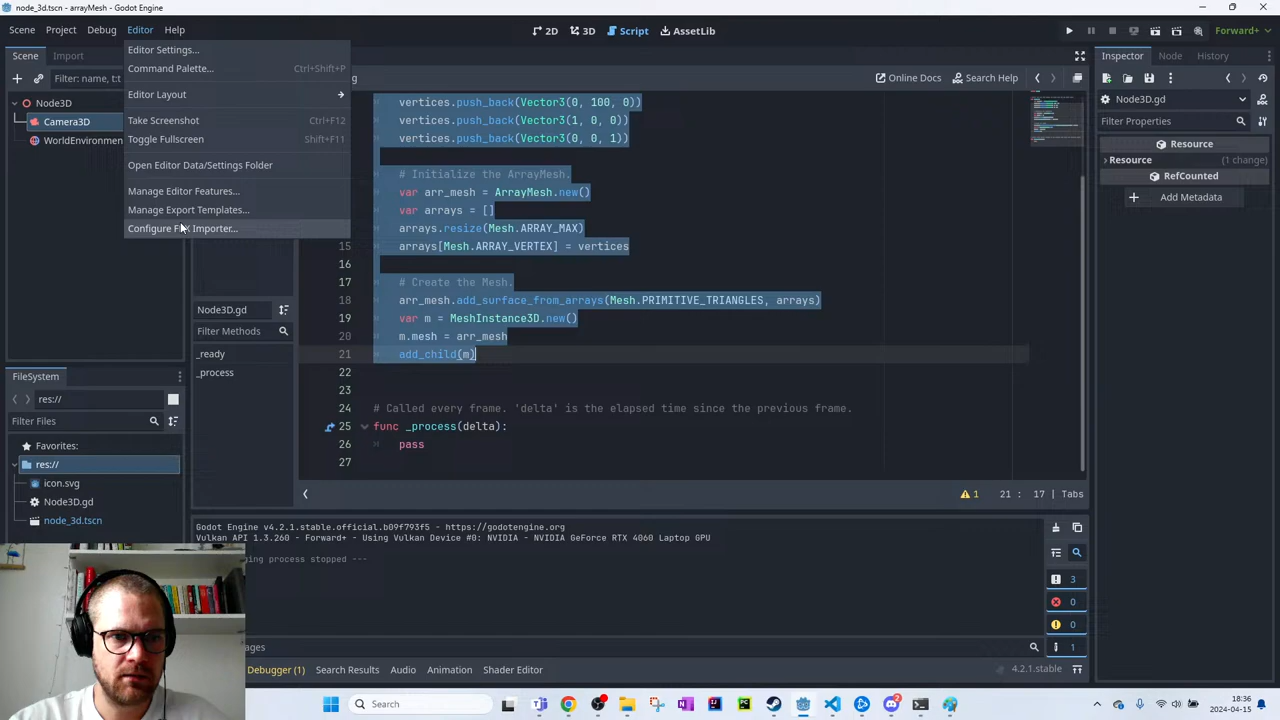 node_3d.tscn - arrayMesh - Godot Engine
Scene Project Debug Editor Help
2D 3D Script AssetLib
Forward+
Scene Import
Filter: name, t:t
Node3D
Camera3D
WorldEnvironmen
Editor Settings...
Command Palette... Ctrl+Shift+P
Editor Layout
Take Screenshot Ctrl+F12
Toggle Fullscreen Shift+F11
Open Editor Data/Settings Folder
Manage Editor Features...
Manage Export Templates...
Configure FBX Importer...
Online Docs Search Help
vertices.push_back(Vector3(0, 100, 0))
vertices.push_back(Vector3(1, 0, 0))
vertices.push_back(Vector3(0, 0, 1))
# Initialize the ArrayMesh.
var arr_mesh = ArrayMesh.new()
var arrays = []
arrays.resize(Mesh.ARRAY_MAX)
15 arrays[Mesh.ARRAY_VERTEX] = vertices
16
17 # Create the Mesh.
18 arr_mesh.add_surface_from_arrays(Mesh.PRIMITIVE_TRIANGLES, arrays)
19 var m = MeshInstance3D.new()
20 m.mesh = arr_mesh
21 add_child(m)
22
23
24 # Called every frame. 'delta' is the elapsed time since the previous frame.
25 func _process(delta):
26 pass
27
Node3D.gd
Filter Methods
_ready
_process
1 21 : 17 | Tabs
FileSystem
res://
Filter Files
Favorites:
res://
icon.svg
Node3D.gd
node_3d.tscn
Godot Engine v4.2.1.stable.official.b09f793f5 - https://godotengine.org
Vulkan API 1.3.260 - Forward+ - Using Vulkan Device #0: NVIDIA - NVIDIA GeForce RTX 4060 Laptop GPU
ging process stopped ---
3
0
0
1
ages
Debugger (1) Search Results Audio Animation Shader Editor
4.2.1.stable
Inspector Node History
Node3D.gd
Filter Properties
Resource
Resource (1 change)
RefCounted
Add Metadata
Search
18:36
2024-04-15